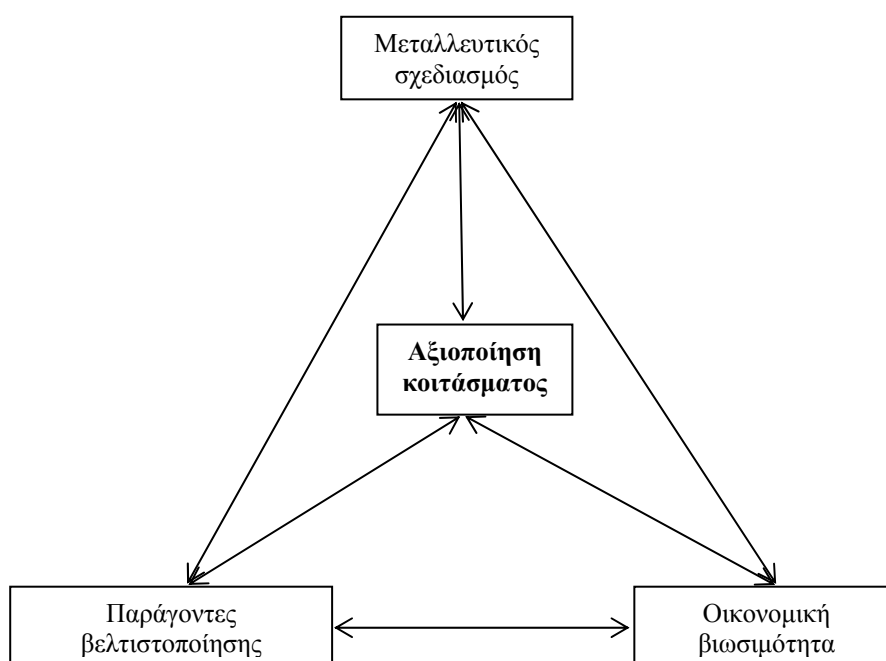 Μεταλλευτικός
σχεδιασμός
Αξιοποίηση
κοιτάσματος
Παράγοντες
βελτιστοποίησης
Οικονομική
βιωσιμότητα